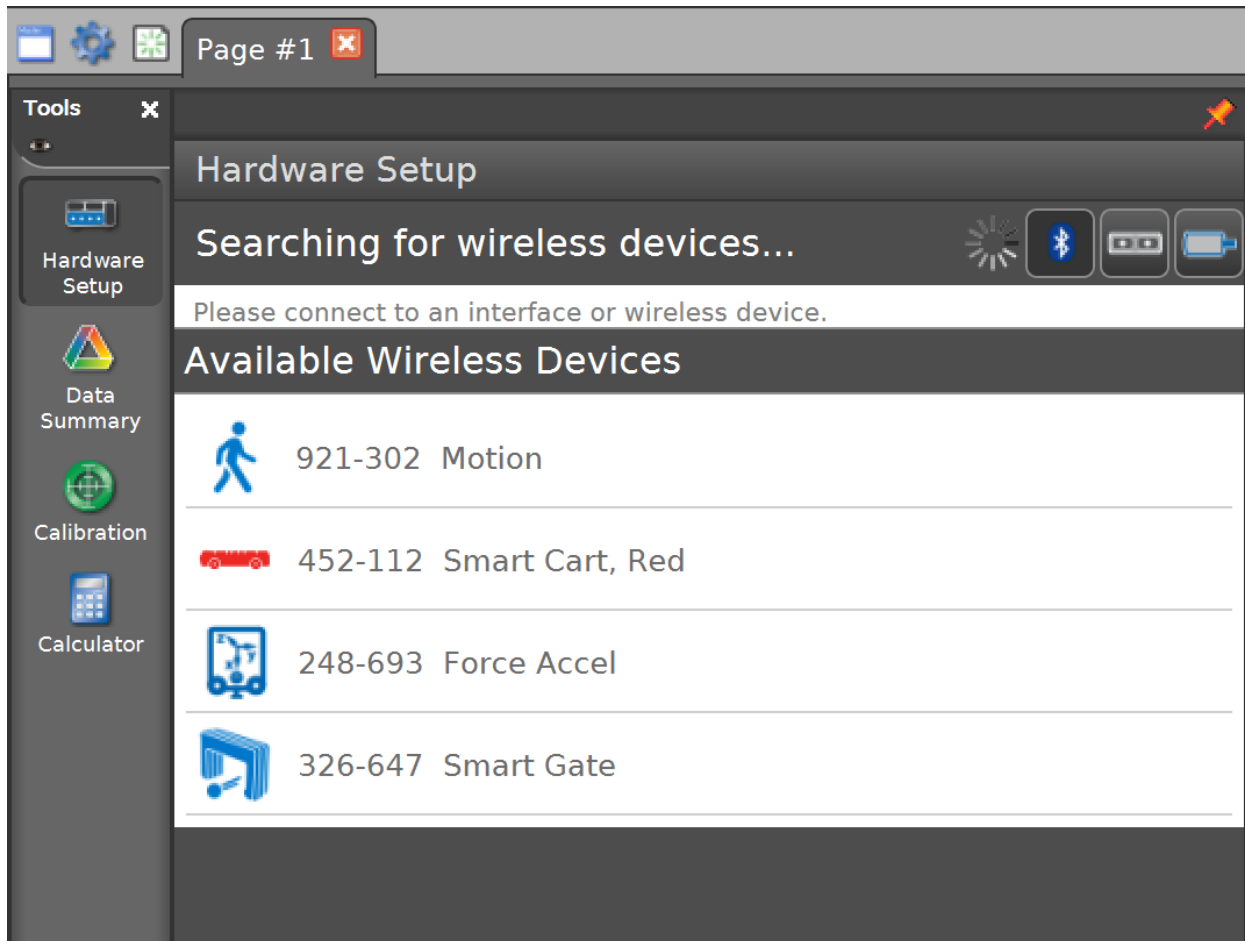 Page #1
Tools
Hardware Setup
Searching for wireless devices...
Hardware
Setup
Please connect to an interface or wireless device.
Available Wireless Devices
Data
Summary
921-302 Motion
Calibration
452-112 Smart Cart, Red
Calculator
248-693 Force Accel
326-647 Smart Gate